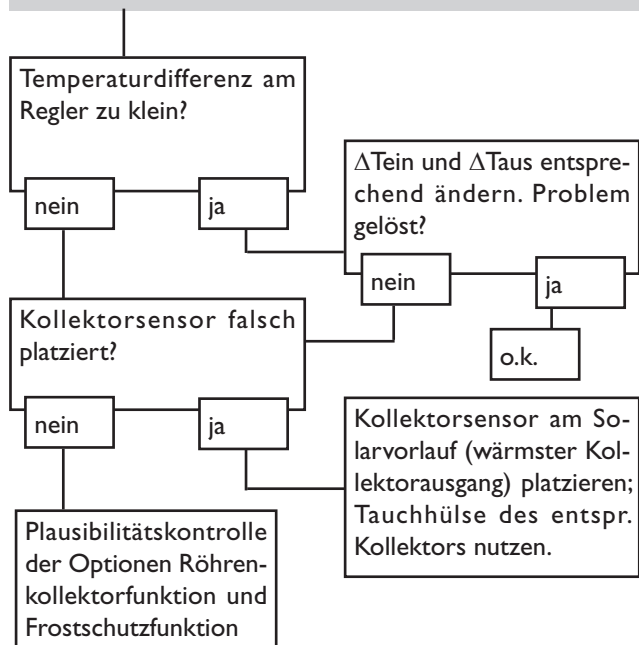 Temperaturdifferenz am
Regler zu klein?
nein
ja
ΔTein und ΔTaus entspre-
chend ändern. Problem
gelöst?
nein
ja
o.k.
Kollektorsensor falsch
platziert?
nein
ja
Kollektorsensor am So-
larvorlauf (wärmster Kol-
lektorausgang) platzieren;
Tauchhülse des entspr.
Kollektors nutzen.
Plausibilitätskontrolle
der Optionen Röhren-
kollektorfunktion und
Frostschutzfunktion